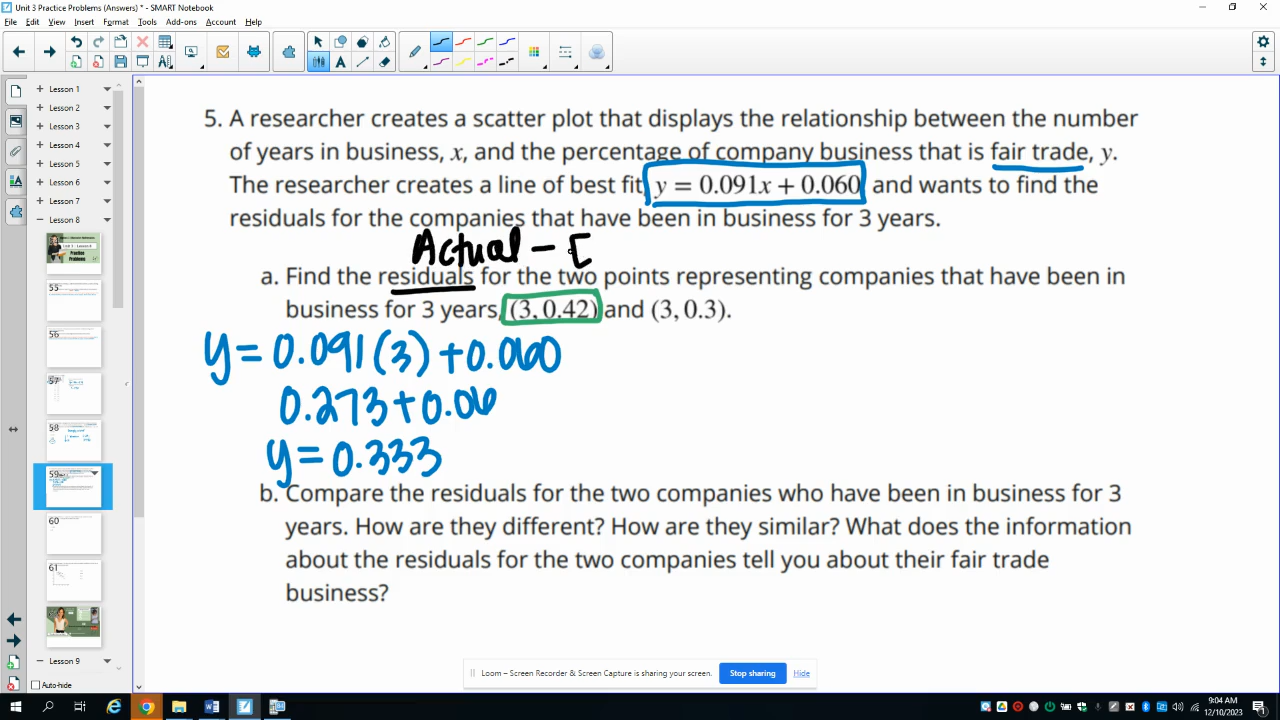 Unit 3 Practice Problems (Answers) * - SMART Notebook
File Edit View Insert Format Tools Add-ons Account Help
Lesson 1
Lesson 2
Lesson 3
Lesson 4
Lesson 5
Lesson 6
Lesson 7
Lesson 8
55
56
57
58
59
60
61
Lesson 9
Auto-hide
5. A researcher creates a scatter plot that displays the relationship between the number
of years in business, x, and the percentage of company business that is fair trade, y.
The researcher creates a line of best fit, y = 0.091x + 0.060 and wants to find the
residuals for the companies that have been in business for 3 years.
Actual - E
a. Find the residuals for the two points representing companies that have been in
business for 3 years, (3, 0.42) and (3, 0.3).
y = 0.091(3) + 0.060
0.273 + 0.06
y = 0.333
b. Compare the residuals for the two companies who have been in business for 3
years. How are they different? How are they similar? What does the information
about the residuals for the two companies tell you about their fair trade
business?
Loom – Screen Recorder & Screen Capture is sharing your screen. Stop sharing Hide
9:04 AM
12/10/2023